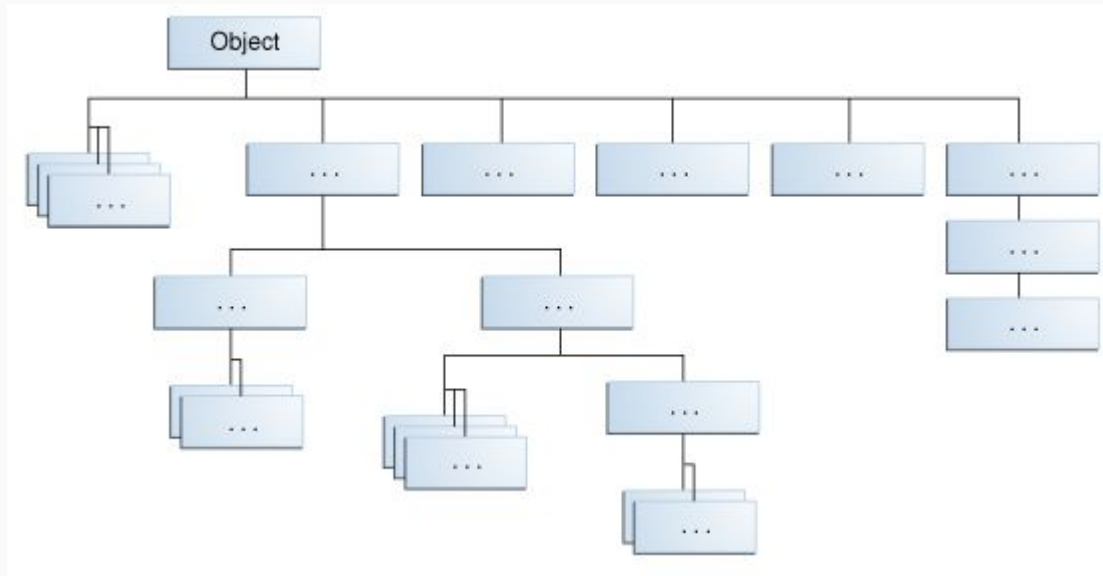 Object
. . .
. . .
. . .
. . .
. . .
. . .
. . .
. . .
. . .
. . .
. . .
. . .
. . .
. . .